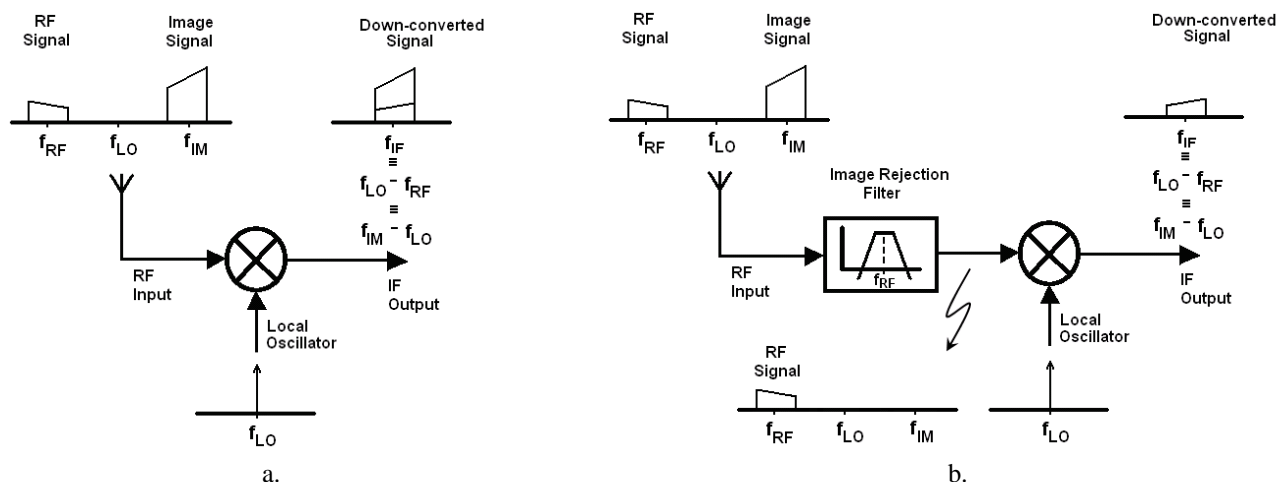 RF
Signal
Image
Signal
Down-converted
Signal
f_RF
f_LO
f_IM
f_IF
≡
f_LO - f_RF
≡
f_IM - f_LO
RF
Input
IF
Output
Local
Oscillator
f_LO
a.
RF
Signal
Image
Signal
Down-converted
Signal
f_RF
f_LO
f_IM
f_IF
≡
f_LO - f_RF
≡
f_IM - f_LO
Image Rejection
Filter
f_RF
RF
Input
IF
Output
Local
Oscillator
RF
Signal
f_RF
f_LO
f_IM
f_LO
b.